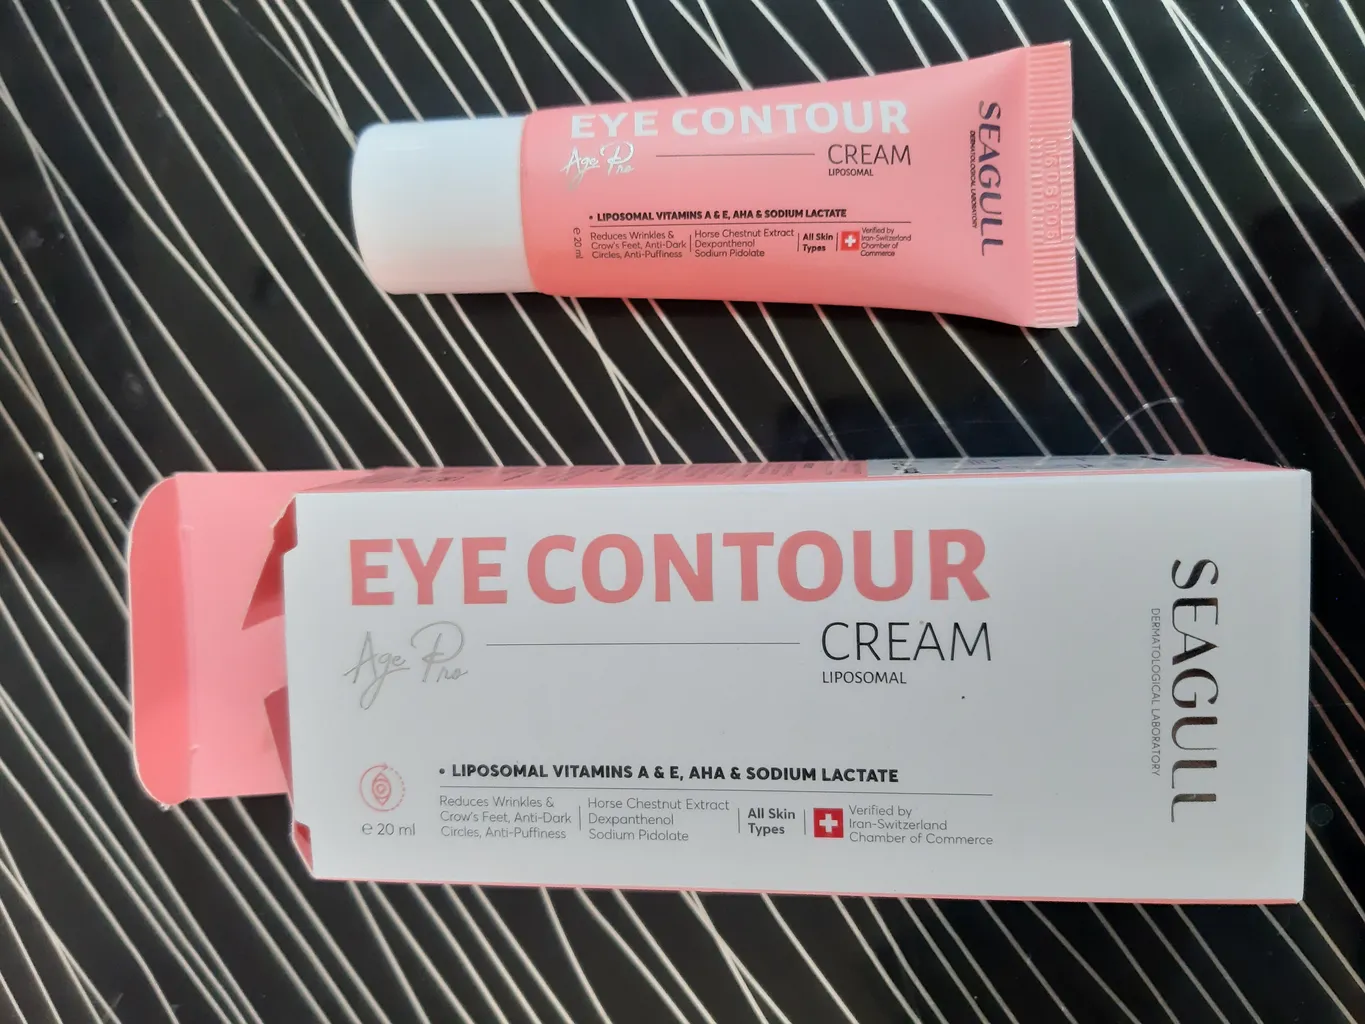 EYE CONTOUR
Age Pro
CREAM
LIPOSOMAL
• LIPOSOMAL VITAMINS A & E, AHA & SODIUM LACTATE
e 20 ml
Reduces Wrinkles &
Crow's Feet, Anti-Dark
Circles, Anti-Puffiness
Horse Chestnut Extract
Dexpanthenol
Sodium Pidolate
All Skin
Types
Verified by
Iran-Switzerland
Chamber of
Commerce
SEAGULL
DERMATOLOGICAL LABORATORY
EYE CONTOUR
Age Pro
CREAM
LIPOSOMAL
• LIPOSOMAL VITAMINS A & E, AHA & SODIUM LACTATE
e 20 ml
Reduces Wrinkles &
Crow's Feet, Anti-Dark
Circles, Anti-Puffiness
Horse Chestnut Extract
Dexpanthenol
Sodium Pidolate
All Skin
Types
Verified by
Iran-Switzerland
Chamber of Commerce
SEAGULL
DERMATOLOGICAL LABORATORY